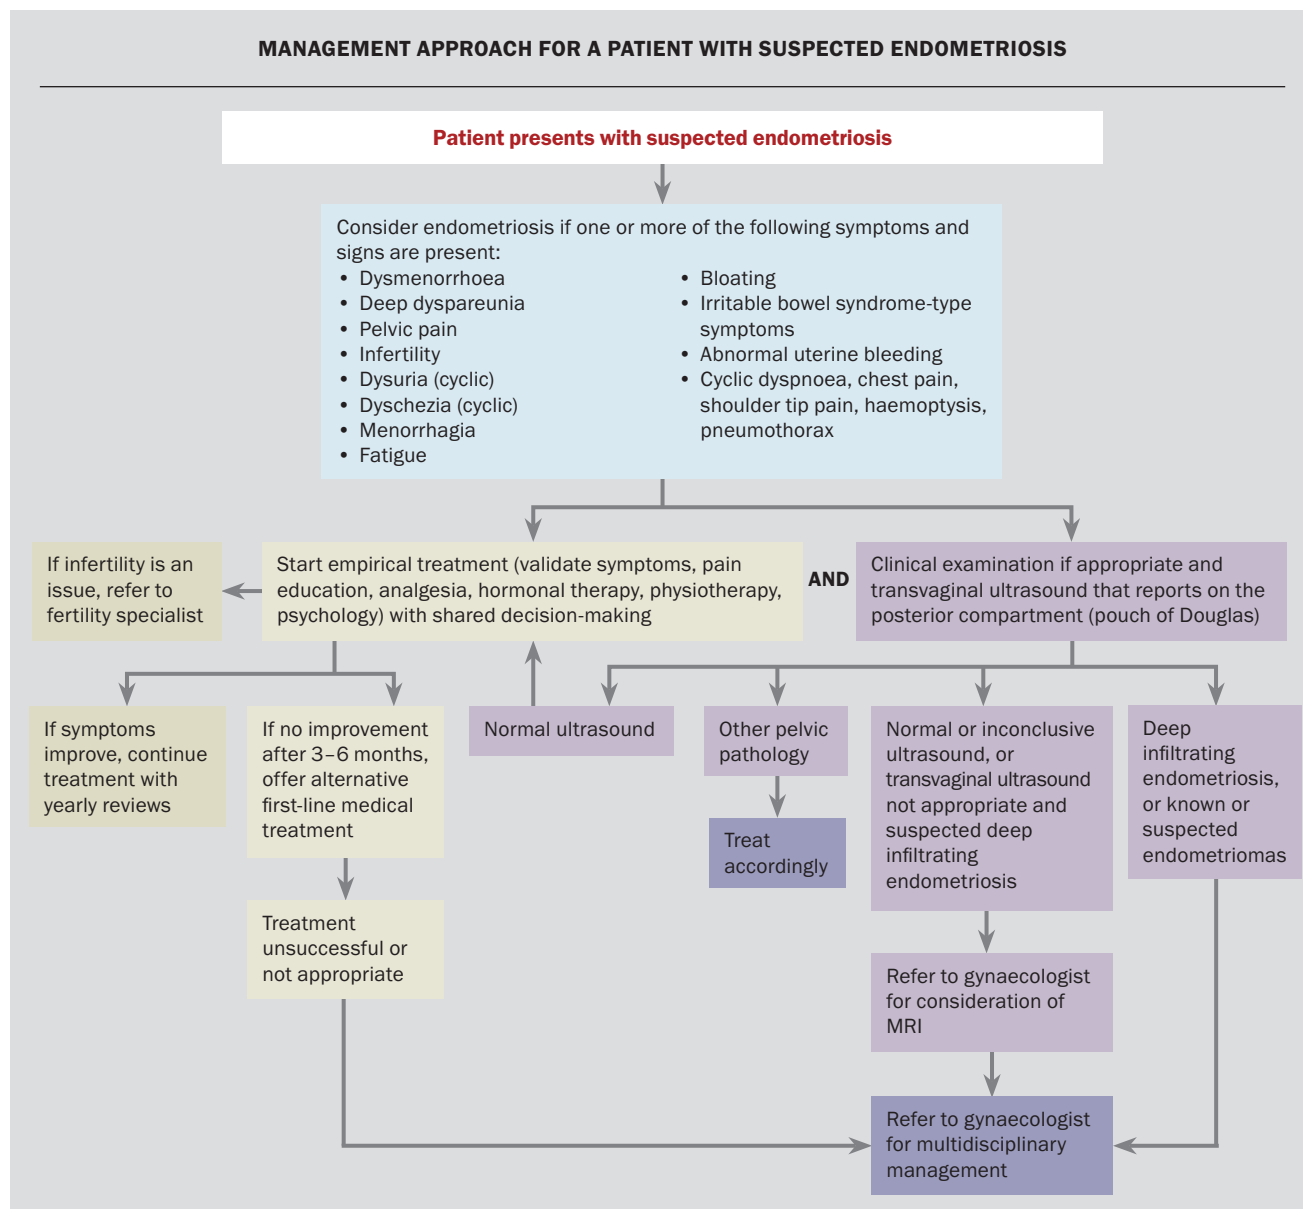 MANAGEMENT APPROACH FOR A PATIENT WITH SUSPECTED ENDOMETRIOSIS
Patient presents with suspected endometriosis
Consider endometriosis if one or more of the following symptoms and
signs are present:
• Dysmenorrhoea
• Deep dyspareunia
• Pelvic pain
• Infertility
• Dysuria (cyclic)
• Dyschezia (cyclic)
• Menorrhagia
• Fatigue
• Bloating
• Irritable bowel syndrome-type
symptoms
• Abnormal uterine bleeding
• Cyclic dyspnoea, chest pain,
shoulder tip pain, haemoptysis,
pneumothorax
If infertility is an
issue, refer to
fertility specialist
Start empirical treatment (validate symptoms, pain
education, analgesia, hormonal therapy, physiotherapy,
psychology) with shared decision-making
AND
Clinical examination if appropriate and
transvaginal ultrasound that reports on the
posterior compartment (pouch of Douglas)
If symptoms
improve, continue
treatment with
yearly reviews
If no improvement
after 3–6 months,
offer alternative
first-line medical
treatment
Normal ultrasound
Other pelvic
pathology
Normal or inconclusive
ultrasound, or
transvaginal ultrasound
not appropriate and
suspected deep
infiltrating
endometriosis
Deep
infiltrating
endometriosis,
or known or
suspected
endometriomas
Treat
accordingly
Treatment
unsuccessful or
not appropriate
Refer to gynaecologist
for consideration of
MRI
Refer to gynaecologist
for multidisciplinary
management